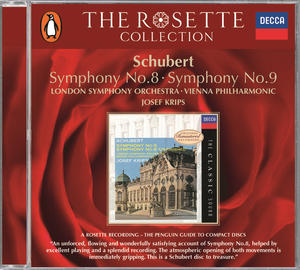 THE ROSETTE
COLLECTION
DECCA
Schubert
Symphony No.8 · Symphony No.9
LONDON SYMPHONY ORCHESTRA · VIENNA PHILHARMONIC
JOSEF KRIPS
DECCA
SCHUBERT
JOSEF KRIPS
THE CLASSIC SOUND
A ROSETTE RECORDING – THE PENGUIN GUIDE TO COMPACT DISCS
"An unforced, flowing and wonderfully satisfying account of Symphony No.8, helped by
excellent playing and a splendid recording. The atmospheric opening of both movements is
immediately gripping. This is a Schubert disc to treasure."